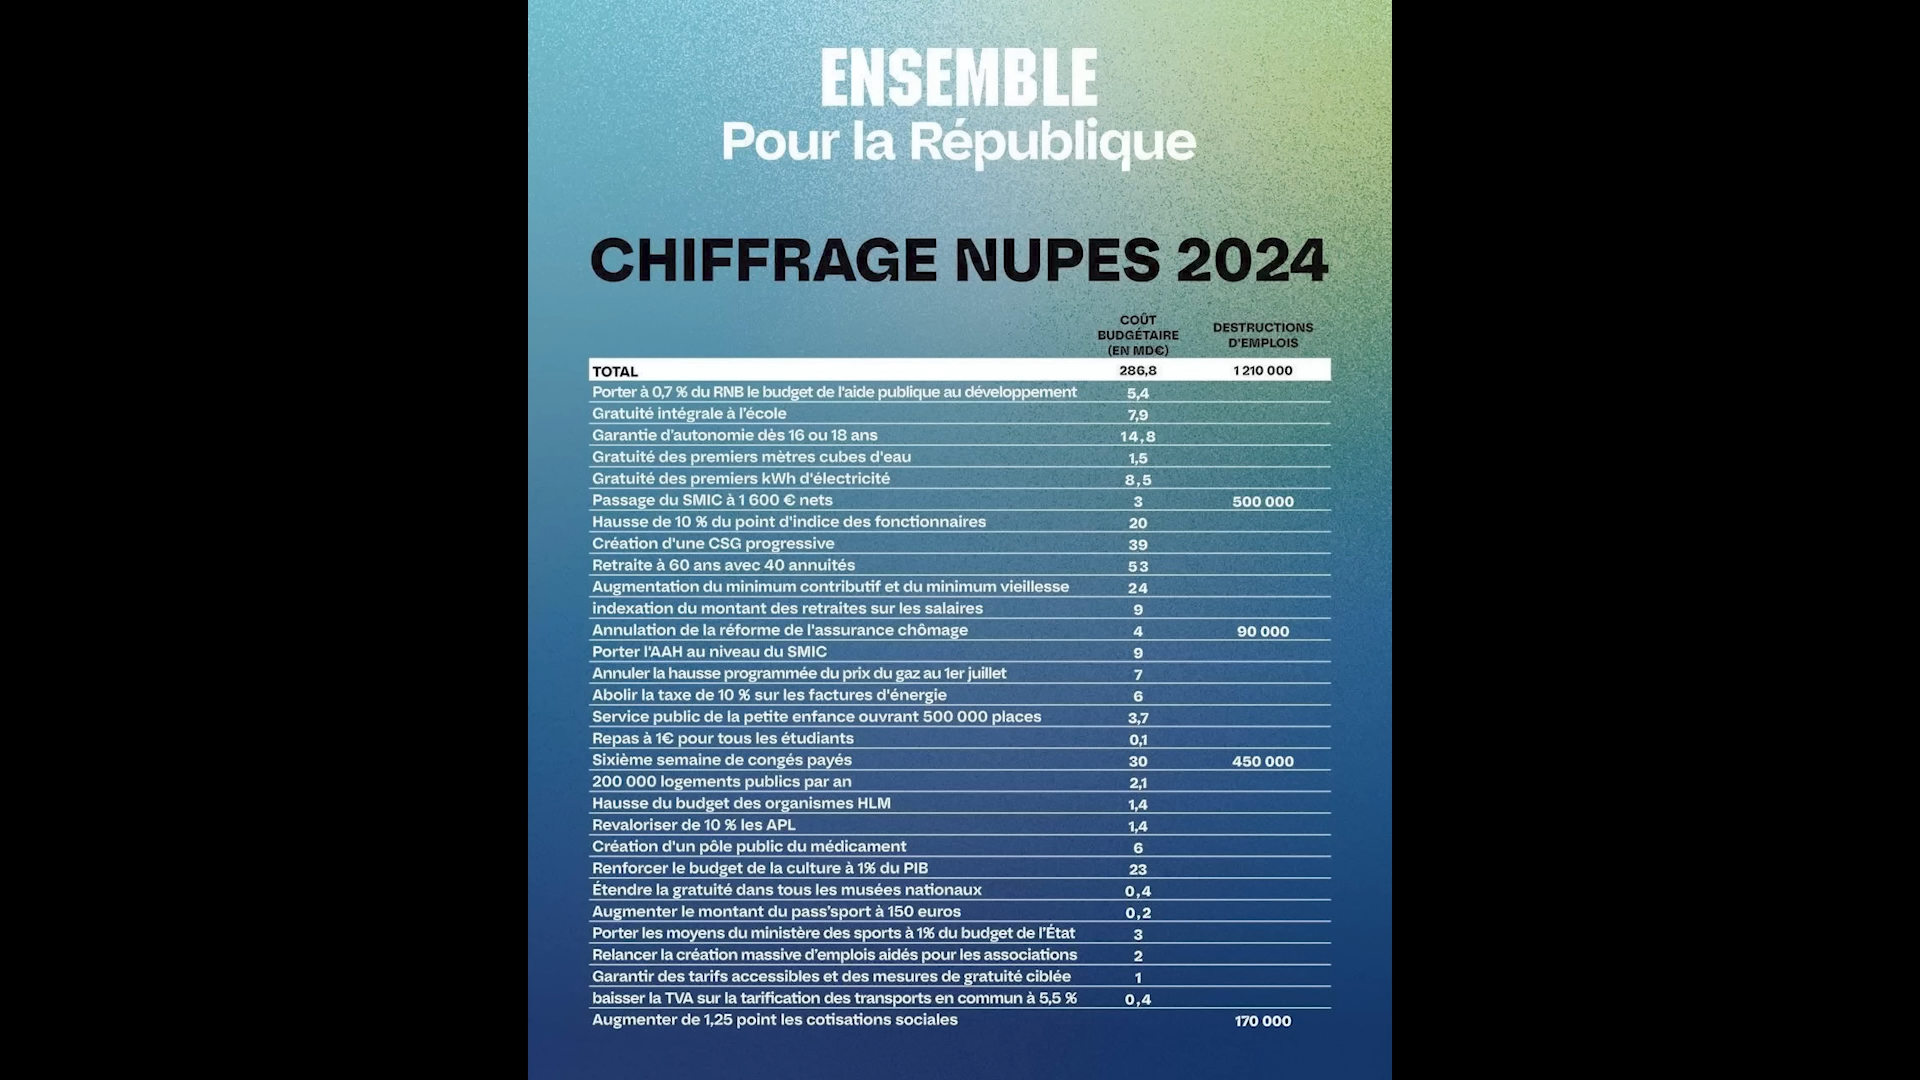 ENSEMBLE
Pour la République
CHIFFRAGE NUPES 2024
COÛT
BUDGÉTAIRE
(EN MD€)
DESTRUCTIONS
D'EMPLOIS
TOTAL 286,8 1 210 000
Porter à 0,7 % du RNB le budget de l'aide publique au développement 5,4
Gratuité intégrale à l'école 7,9
Garantie d'autonomie dès 16 ou 18 ans 14,8
Gratuité des premiers mètres cubes d'eau 1,5
Gratuité des premiers kWh d'électricité 8,5
Passage du SMIC à 1 600 € nets 3 500 000
Hausse de 10 % du point d'indice des fonctionnaires 20
Création d'une CSG progressive 39
Retraite à 60 ans avec 40 annuités 53
Augmentation du minimum contributif et du minimum vieillesse 24
indexation du montant des retraites sur les salaires 9
Annulation de la réforme de l'assurance chômage 4 90 000
Porter l'AAH au niveau du SMIC 9
Annuler la hausse programmée du prix du gaz au 1er juillet 7
Abolir la taxe de 10 % sur les factures d'énergie 6
Service public de la petite enfance ouvrant 500 000 places 3,7
Repas à 1€ pour tous les étudiants 0,1
Sixième semaine de congés payés 30 450 000
200 000 logements publics par an 2,1
Hausse du budget des organismes HLM 1,4
Revaloriser de 10 % les APL 1,4
Création d'un pôle public du médicament 6
Renforcer le budget de la culture à 1% du PIB 23
Étendre la gratuité dans tous les musées nationaux 0,4
Augmenter le montant du pass'sport à 150 euros 0,2
Porter les moyens du ministère des sports à 1% du budget de l'État 3
Relancer la création massive d'emplois aidés pour les associations 2
Garantir des tarifs accessibles et des mesures de gratuité ciblée 1
baisser la TVA sur la tarification des transports en commun à 5,5 % 0,4
Augmenter de 1,25 point les cotisations sociales 170 000